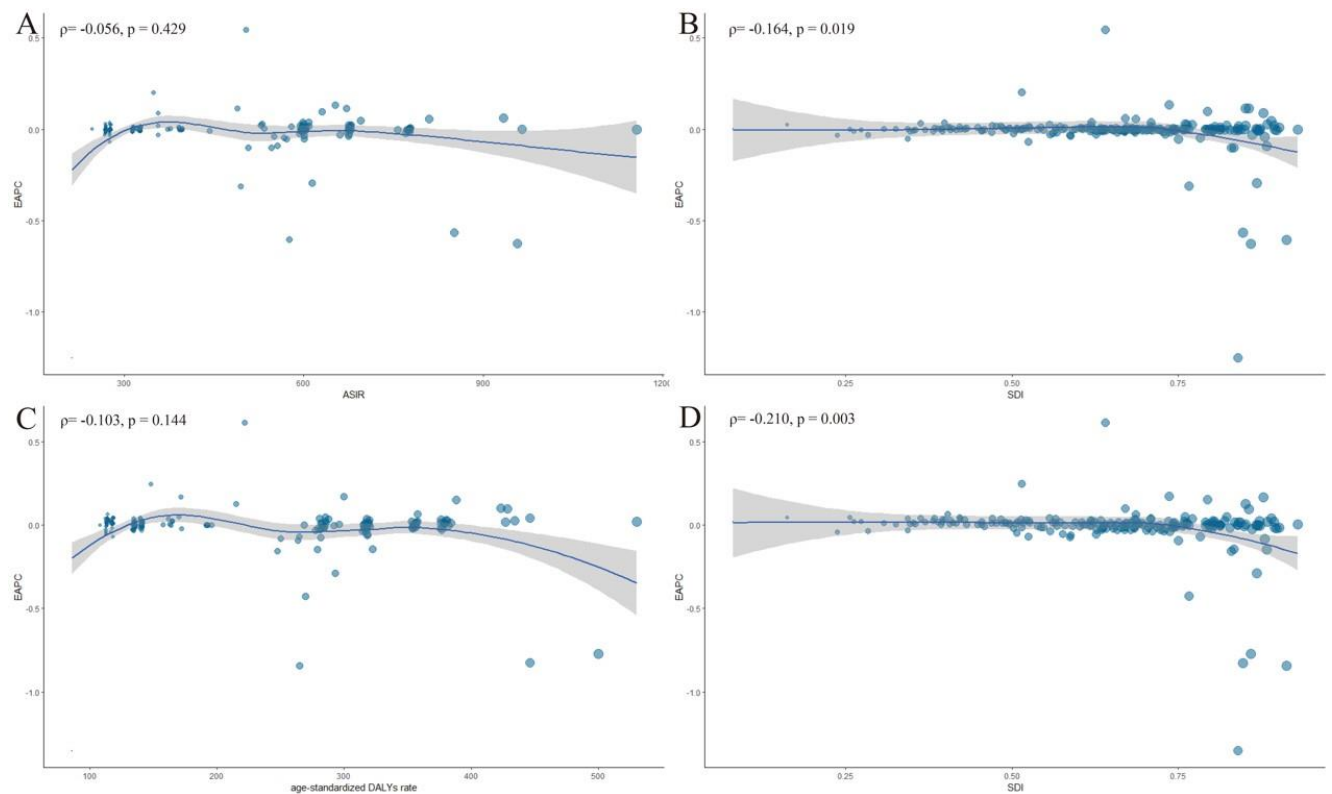 A
ρ= -0.056, p = 0.429
0.5
0.0
-0.5
-1.0
EAPC
300
600
900
1200
ASIR
B
ρ= -0.164, p = 0.019
0.5
0.0
-0.5
-1.0
EAPC
0.25
0.50
0.75
SDI
C
ρ= -0.103, p = 0.144
0.5
0.0
-0.5
-1.0
EAPC
100
200
300
400
500
age-standardized DALYs rate
D
ρ= -0.210, p = 0.003
0.5
0.0
-0.5
-1.0
EAPC
0.25
0.50
0.75
SDI